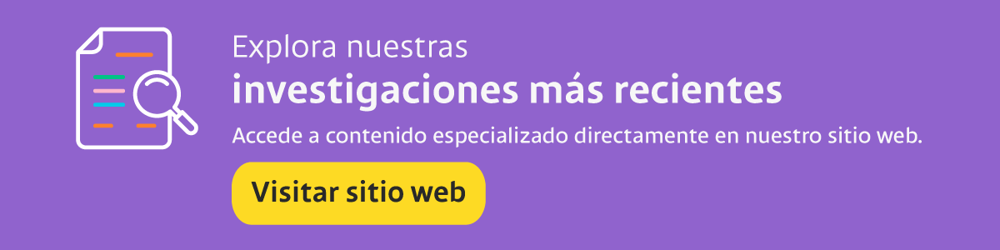 Explora nuestras
investigaciones más recientes
Accede a contenido especializado directamente en nuestro sitio web.
Visitar sitio web